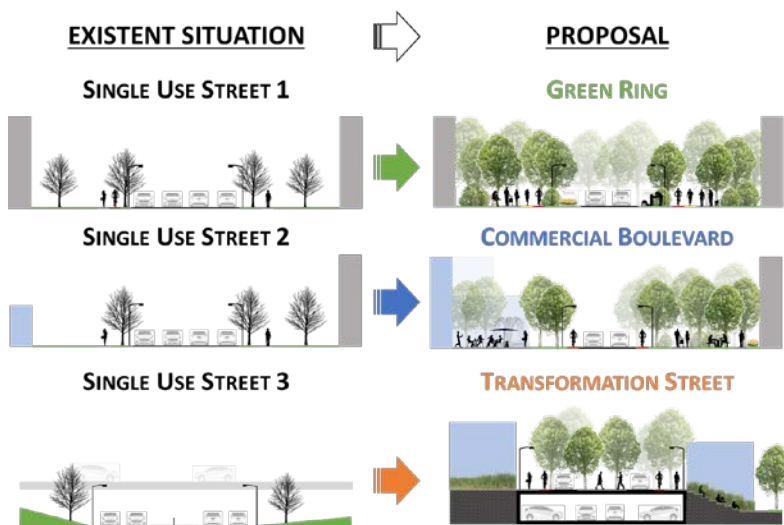 EXISTENT SITUATION
PROPOSAL
SINGLE USE STREET 1
GREEN RING
SINGLE USE STREET 2
COMMERCIAL BOULEVARD
SINGLE USE STREET 3
TRANSFORMATION STREET